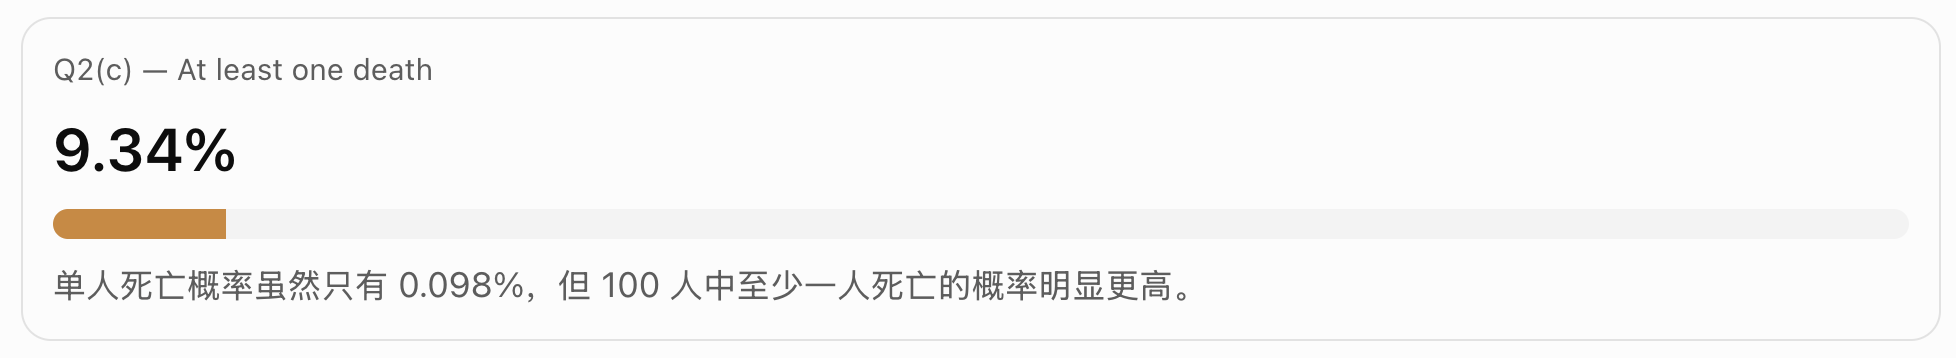 Q2(c) — At least one death
9.34%
单人死亡概率虽然只有 0.098%，但 100 人中至少一人死亡的概率明显更高。